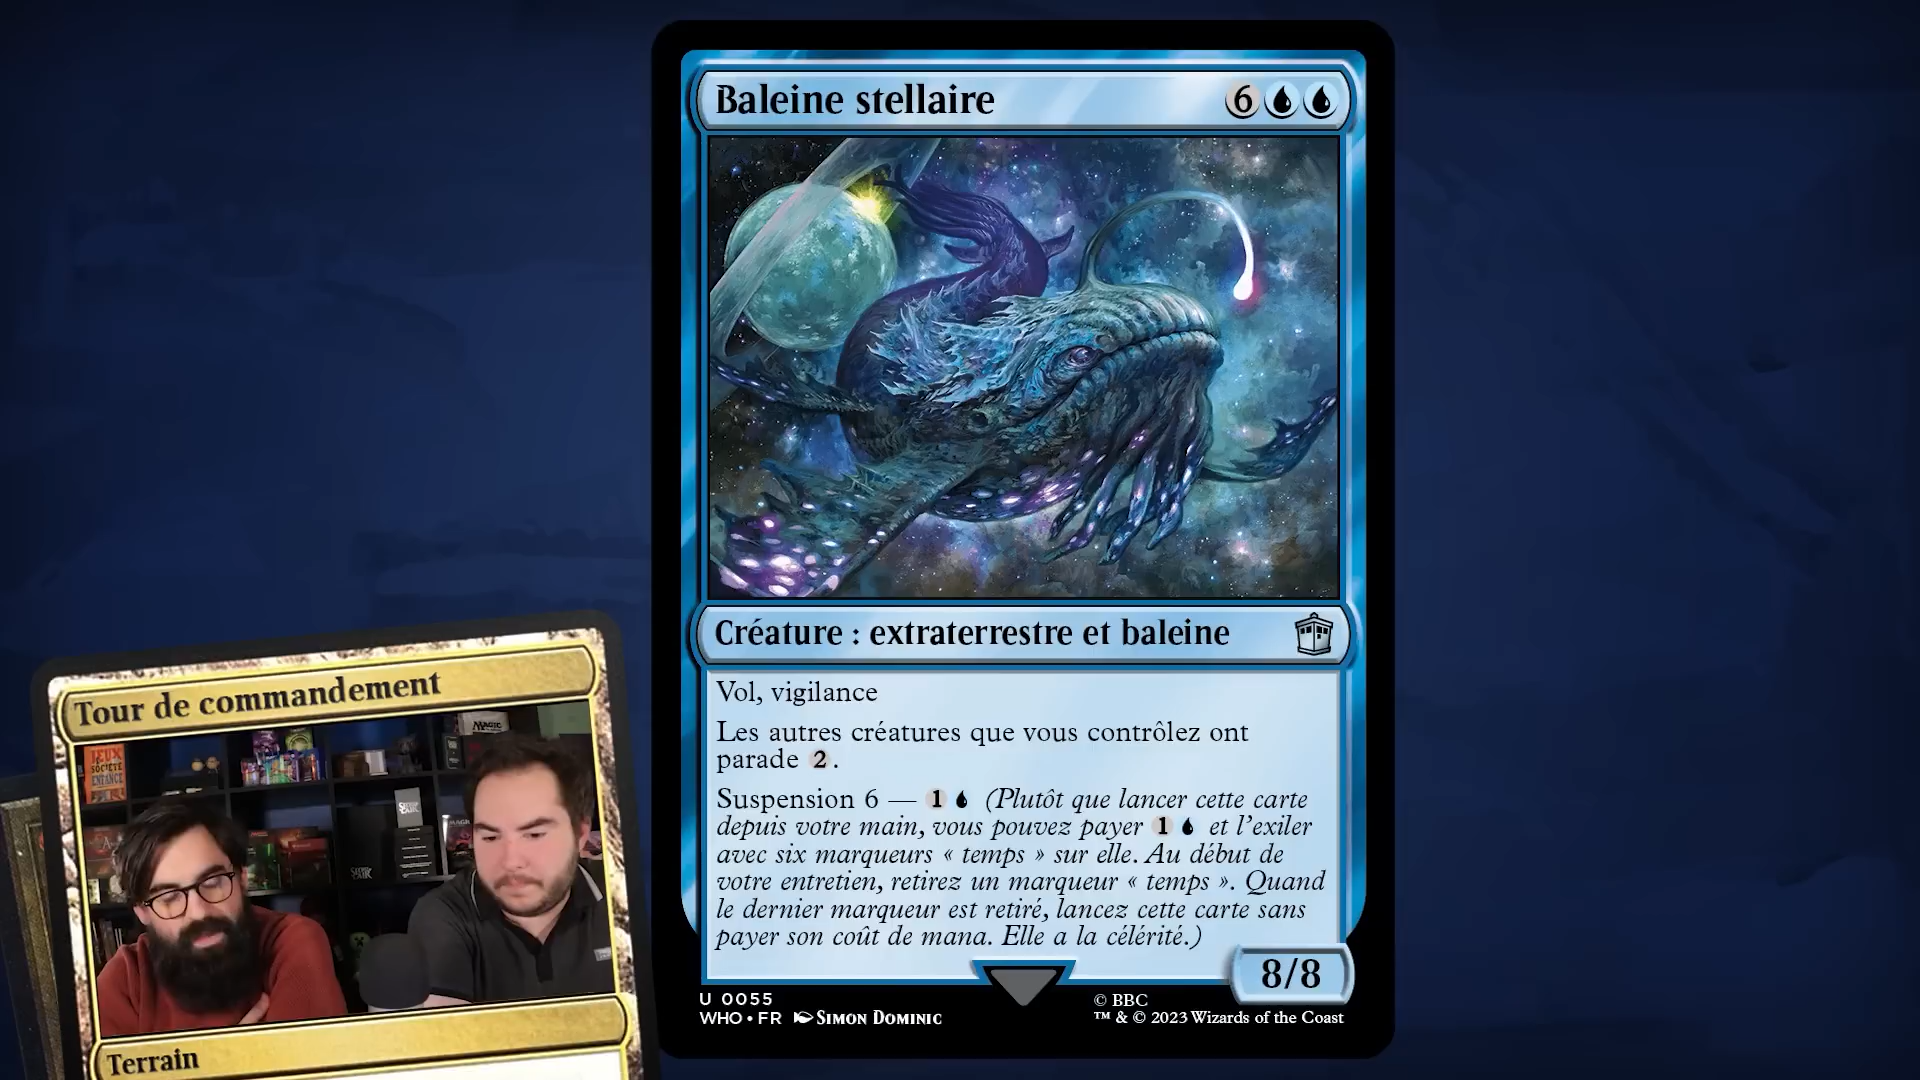 Baleine stellaire
6
Créature : extraterrestre et baleine
Vol, vigilance
Les autres créatures que vous contrôlez ont
parade 2.
Suspension 6 — 1 (Plutôt que lancer cette carte
depuis votre main, vous pouvez payer 1 et l'exiler
avec six marqueurs « temps » sur elle. Au début de
votre entretien, retirez un marqueur « temps ». Quand
le dernier marqueur est retiré, lancez cette carte sans
payer son coût de mana. Elle a la célérité.)
8/8
U 0055
WHO • FR SIMON DOMINIC
© BBC
™ & © 2023 Wizards of the Coast
Tour de commandement
JEUX
SOCIÉTÉ
ENFANCE
MAGIC
Terrain